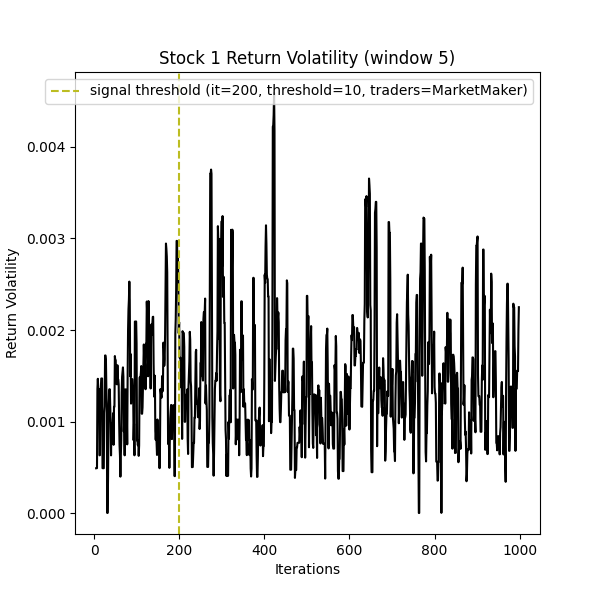 Stock 1 Return Volatility (window 5)
signal threshold (it=200, threshold=10, traders=MarketMaker)
0.004
0.003
0.002
0.001
0.000
Return Volatility
0 200 400 600 800 1000
Iterations